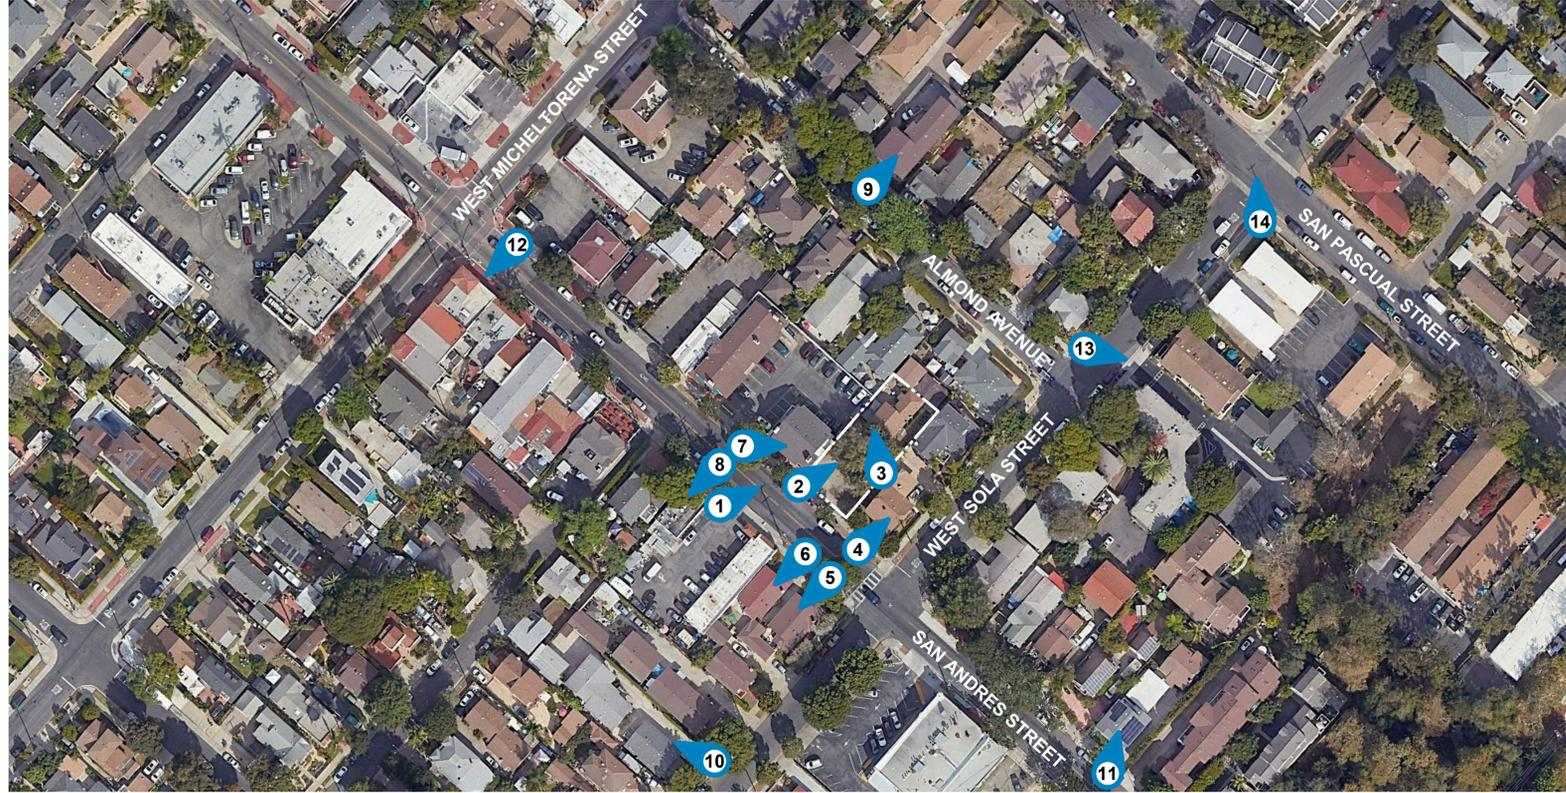 WEST MICHELTORENA STREET
9
14
SAN PASCUAL STREET
12
ALMOND AVENUE
13
7
8
3
2
1
WEST SOLA STREET
4
6
5
SAN ANDRES STREET
10
11